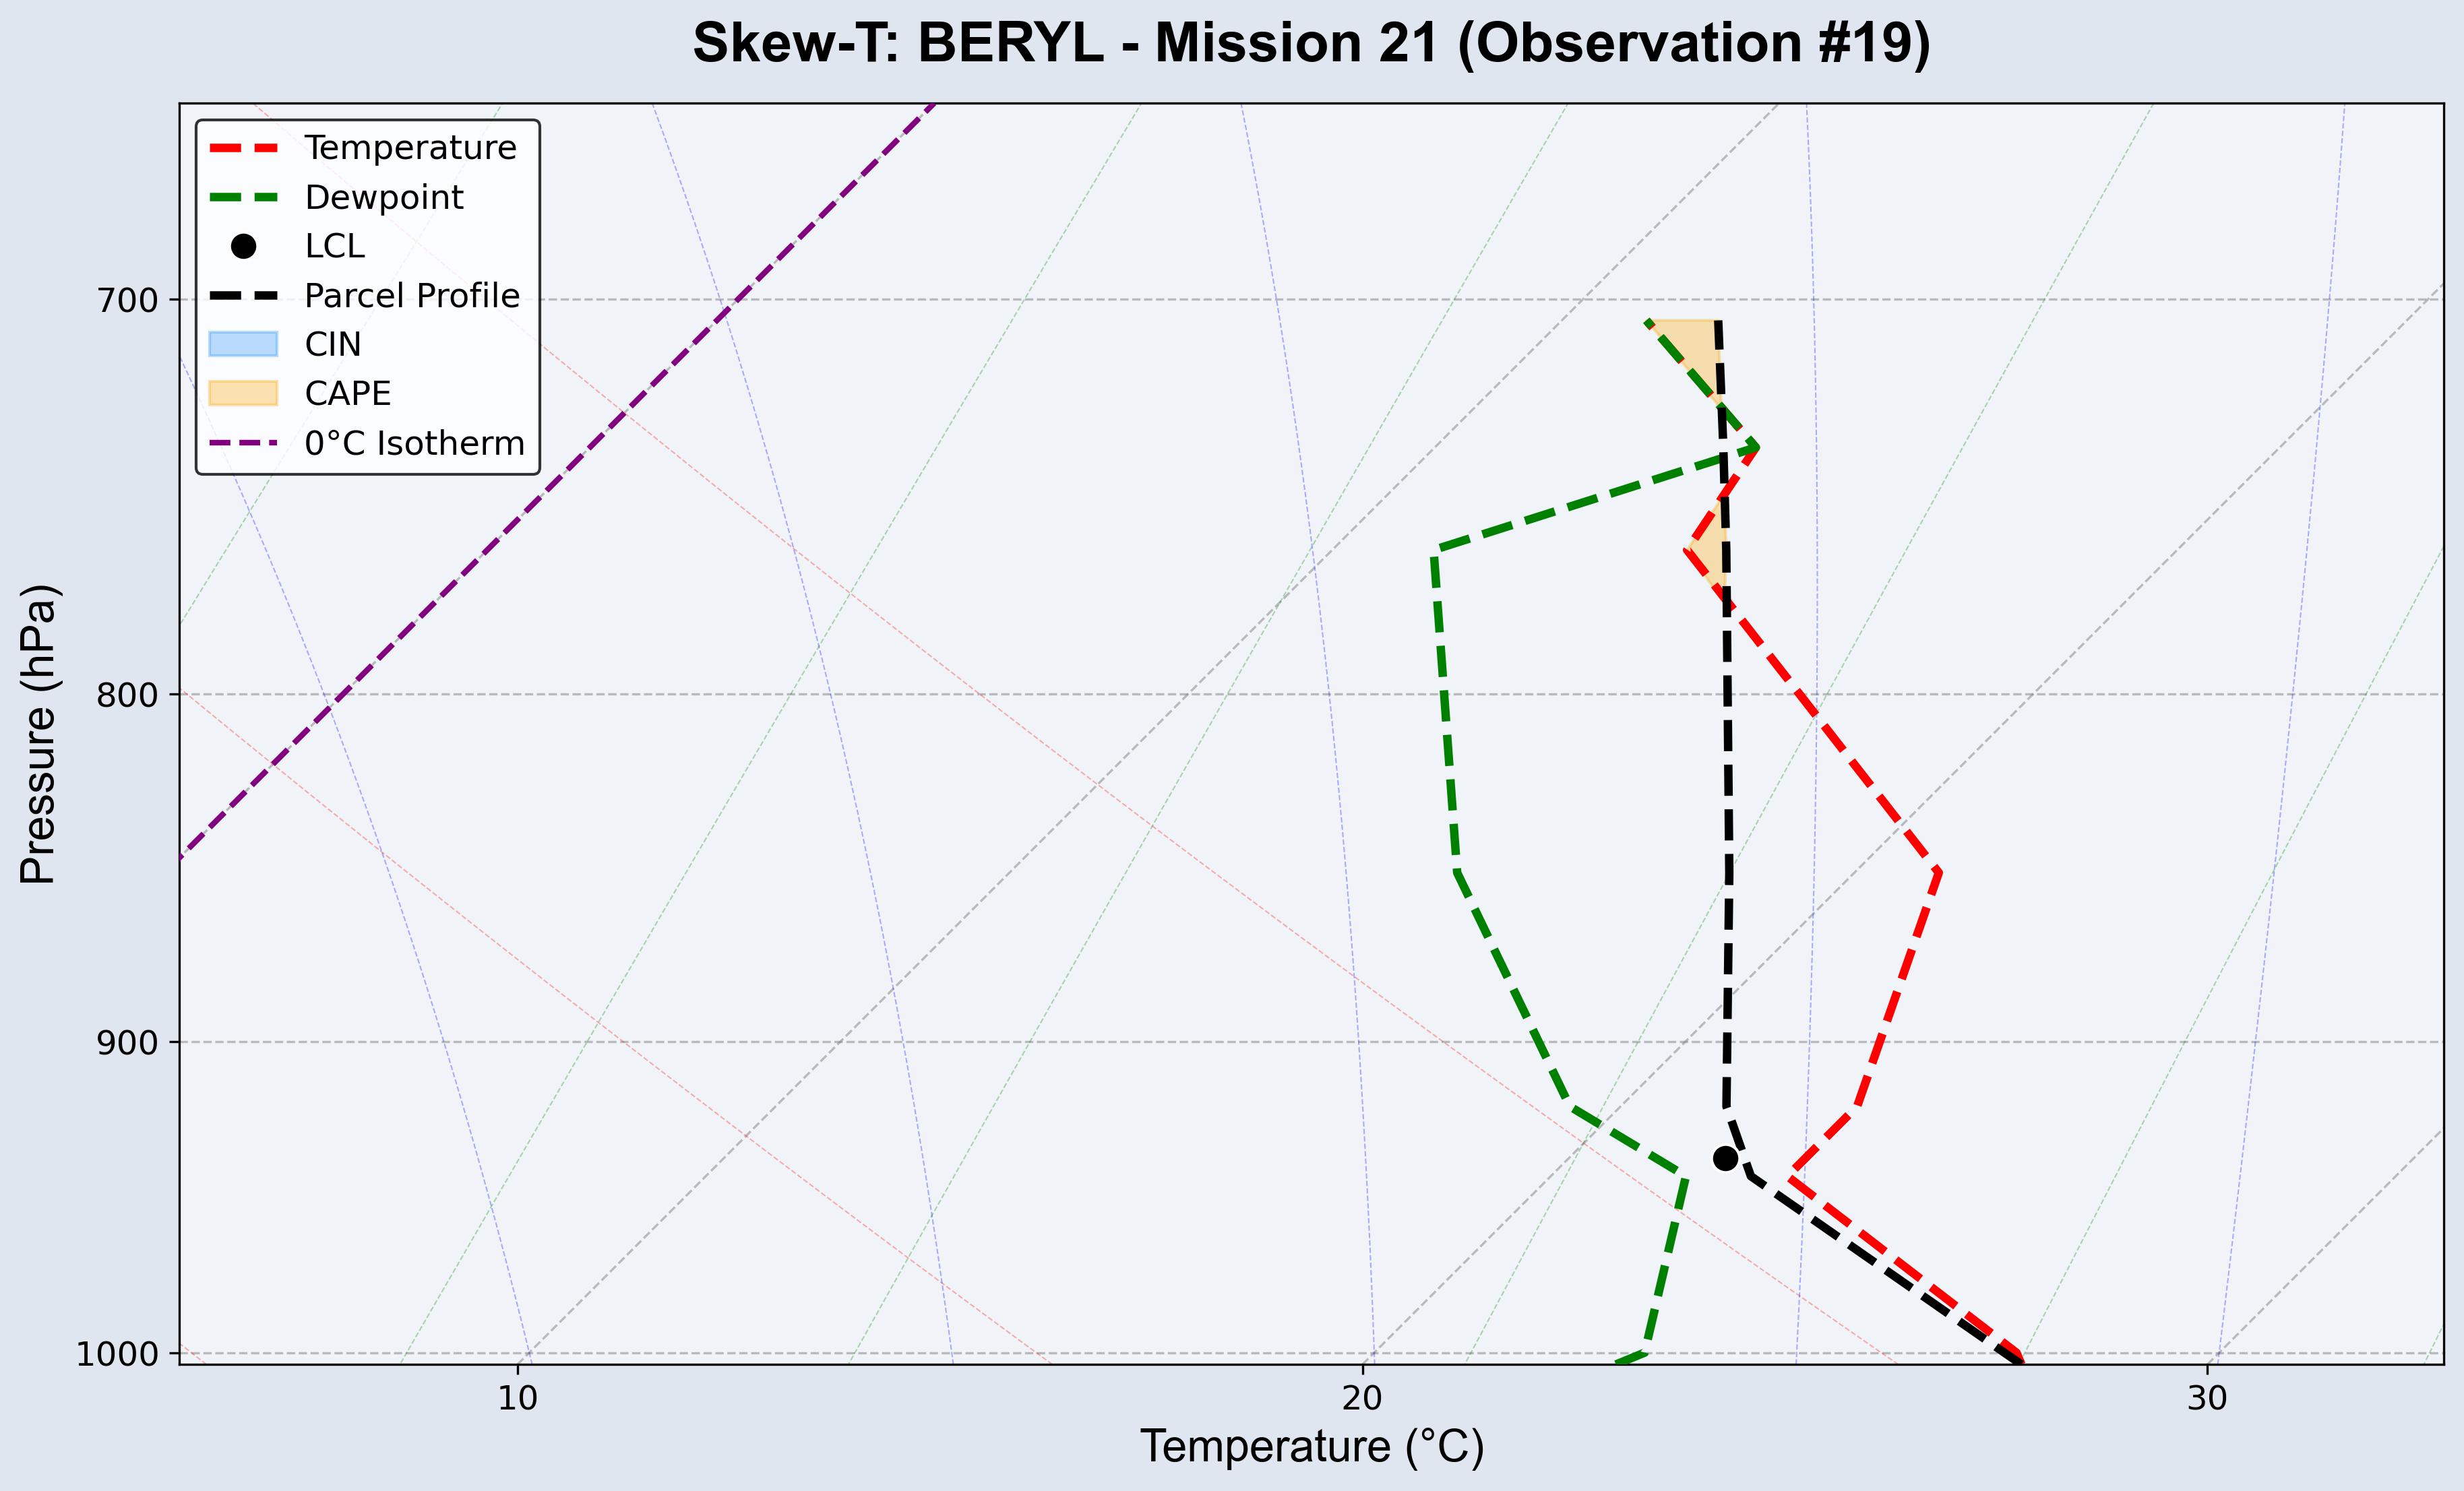 Skew-T: BERYL - Mission 21 (Observation #19)
Temperature
Dewpoint
LCL
Parcel Profile
CIN
CAPE
0°C Isotherm
Pressure (hPa)
700
800
900
1000
10
20
30
Temperature (°C)